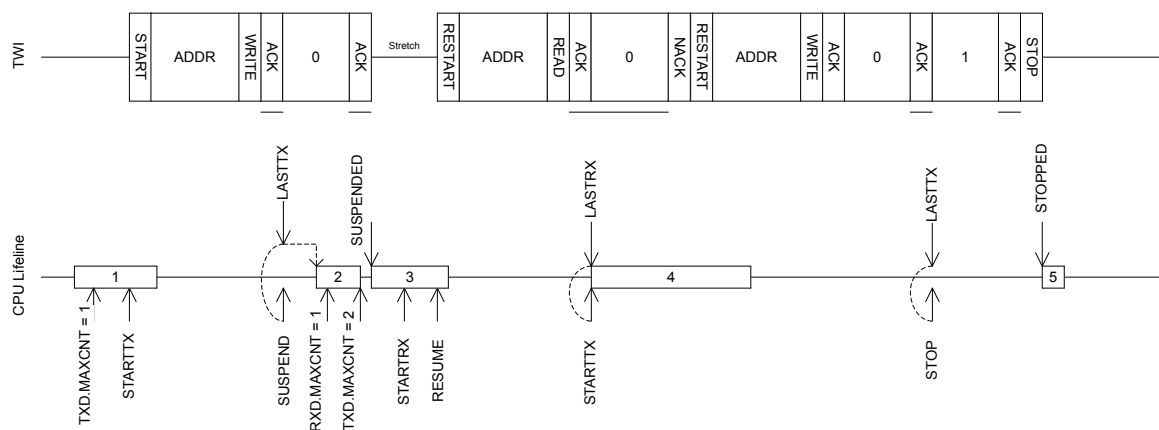 TWI
START
ADDR
WRITE
ACK
0
ACK
Stretch
RESTART
ADDR
READ
ACK
0
NACK
RESTART
ADDR
WRITE
ACK
0
ACK
1
ACK
STOP
CPU Lifeline
LASTTX
SUSPENDED
LASTRX
LASTTX
STOPPED
1
2
3
4
5
TXD.MAXCNT = 1
STARTTX
SUSPEND
RXD.MAXCNT = 1
TXD.MAXCNT = 2
STARTRX
RESUME
STARTTX
STOP